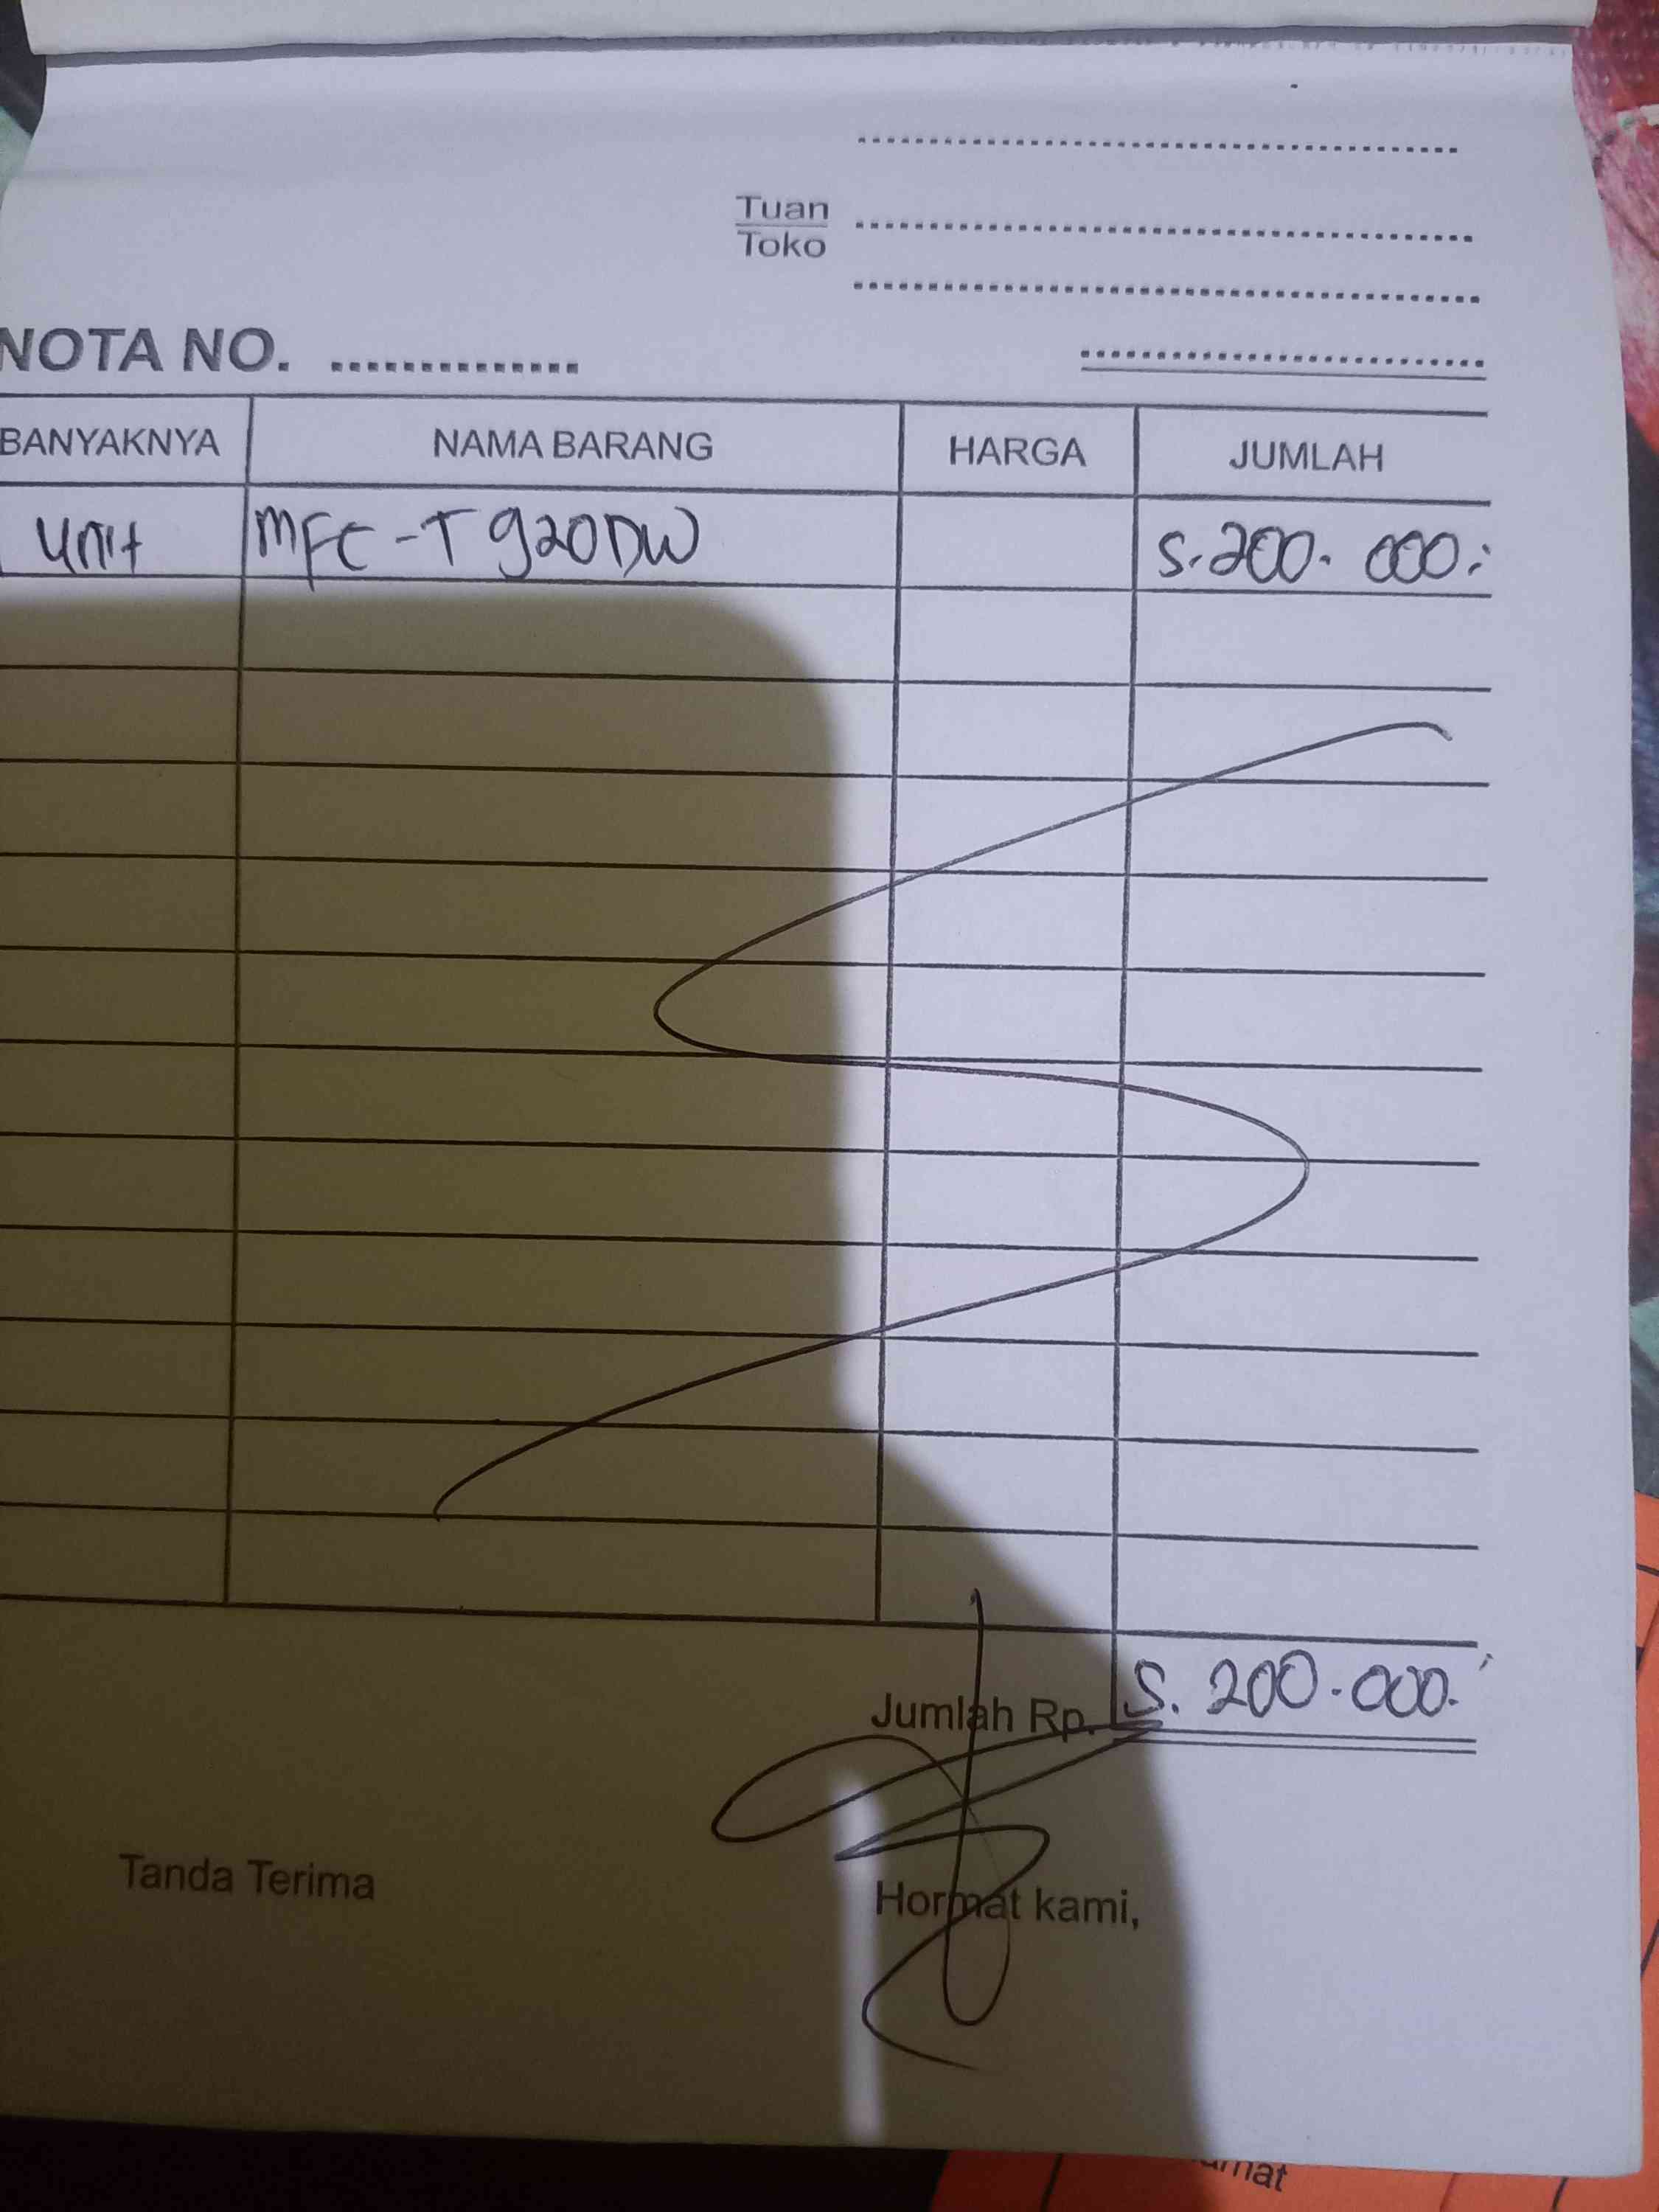 Tuan
Toko
NOTA NO.
BANYAKNYA NAMA BARANG HARGA JUMLAH
unit MFC-T920DW 5.200.000
Jumlah Rp. 5.200.000
Tanda Terima Hormat kami,
amat